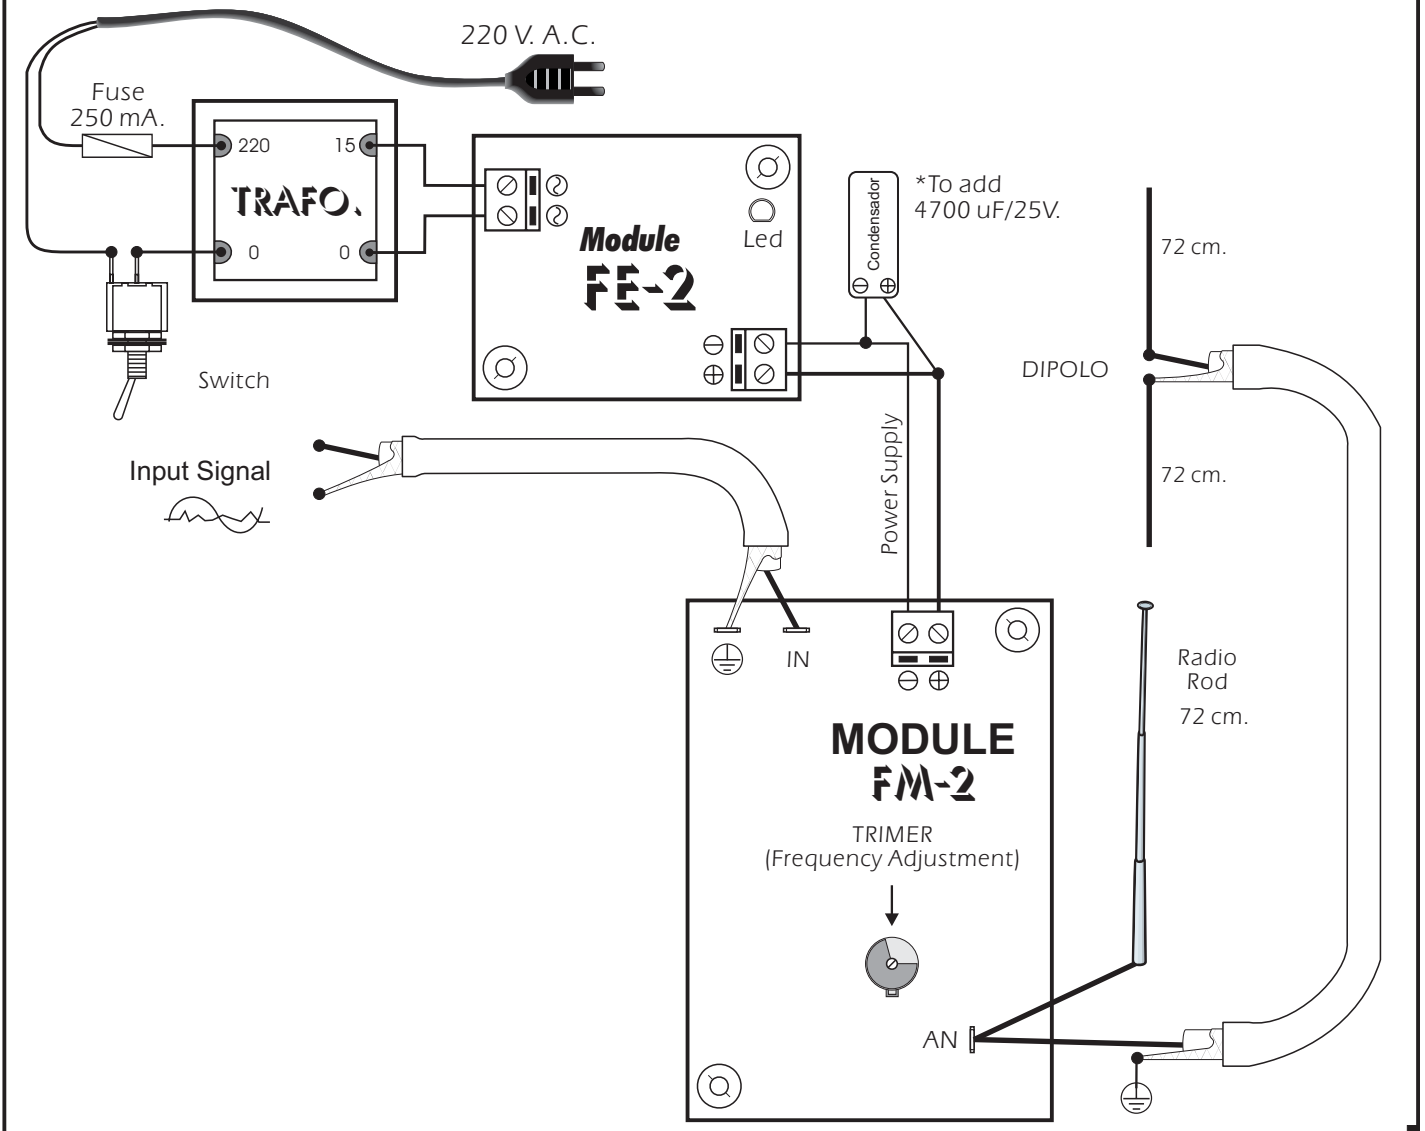 220 V. A.C.
Fuse
250 mA.
220
15
TRAFO.
0
0
Module
FE-2
Led
Condensador
*To add
4700 uF/25V.
72 cm.
DIPOLO
72 cm.
Switch
Input Signal
Power Supply
IN
MODULE
FM-2
TRIMER
(Frequency Adjustment)
Radio
Rod
72 cm.
AN